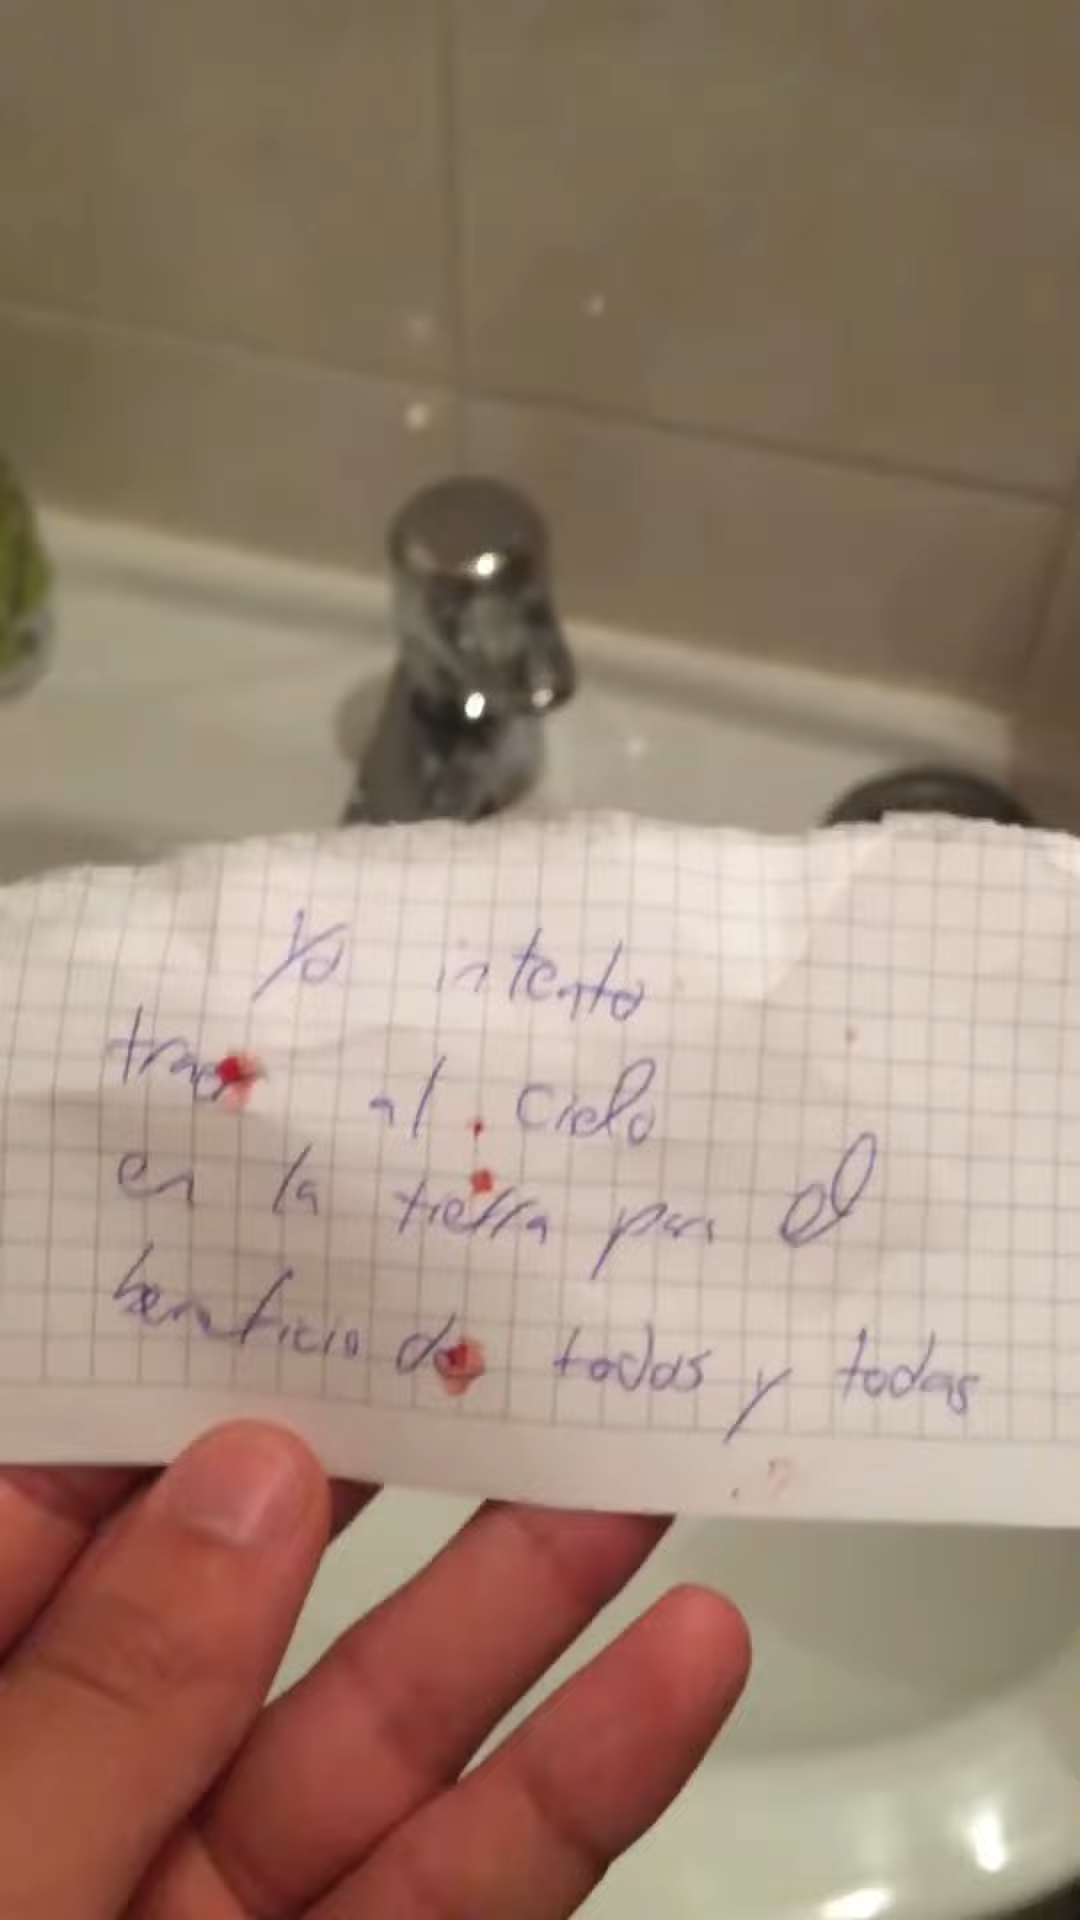 Yo intento
traer al cielo
en la tierra para el
beneficio de todos y todas